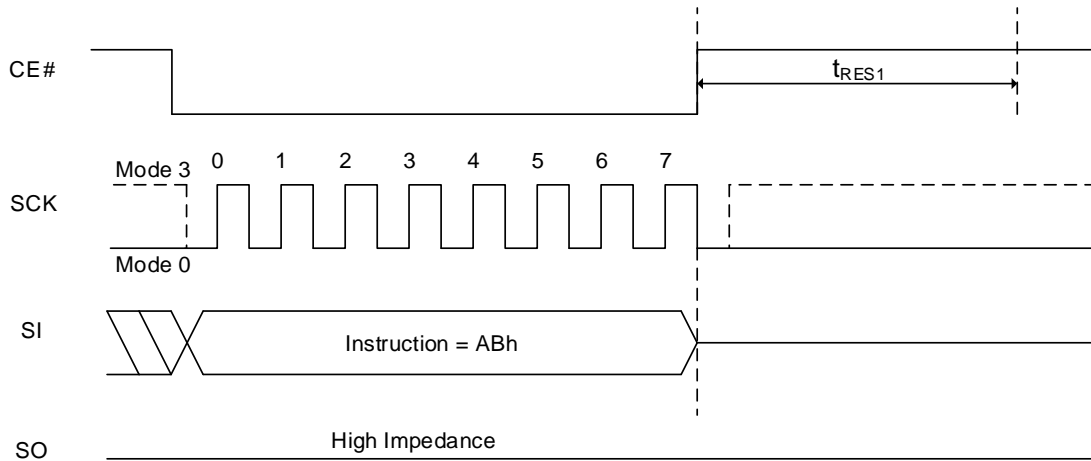 CE#
tRES1
Mode 3
0 1 2 3 4 5 6 7
SCK
Mode 0
SI
Instruction = ABh
High Impedance
SO